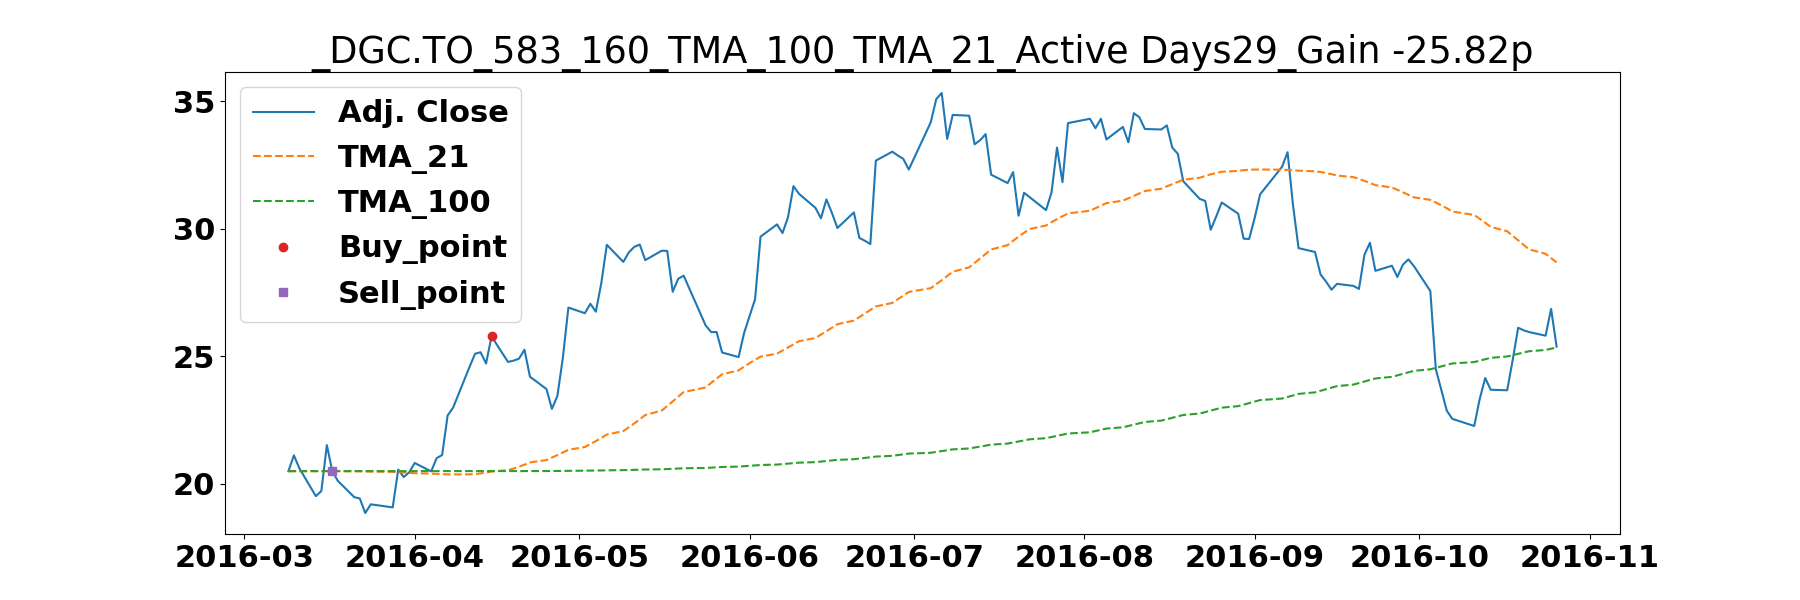 _DGC.TO_583_160_TMA_100_TMA_21_Active Days29_Gain -25.82p
35
30
25
20
Adj. Close
TMA_21
TMA_100
Buy_point
Sell_point
2016-03 2016-04 2016-05 2016-06 2016-07 2016-08 2016-09 2016-10 2016-11